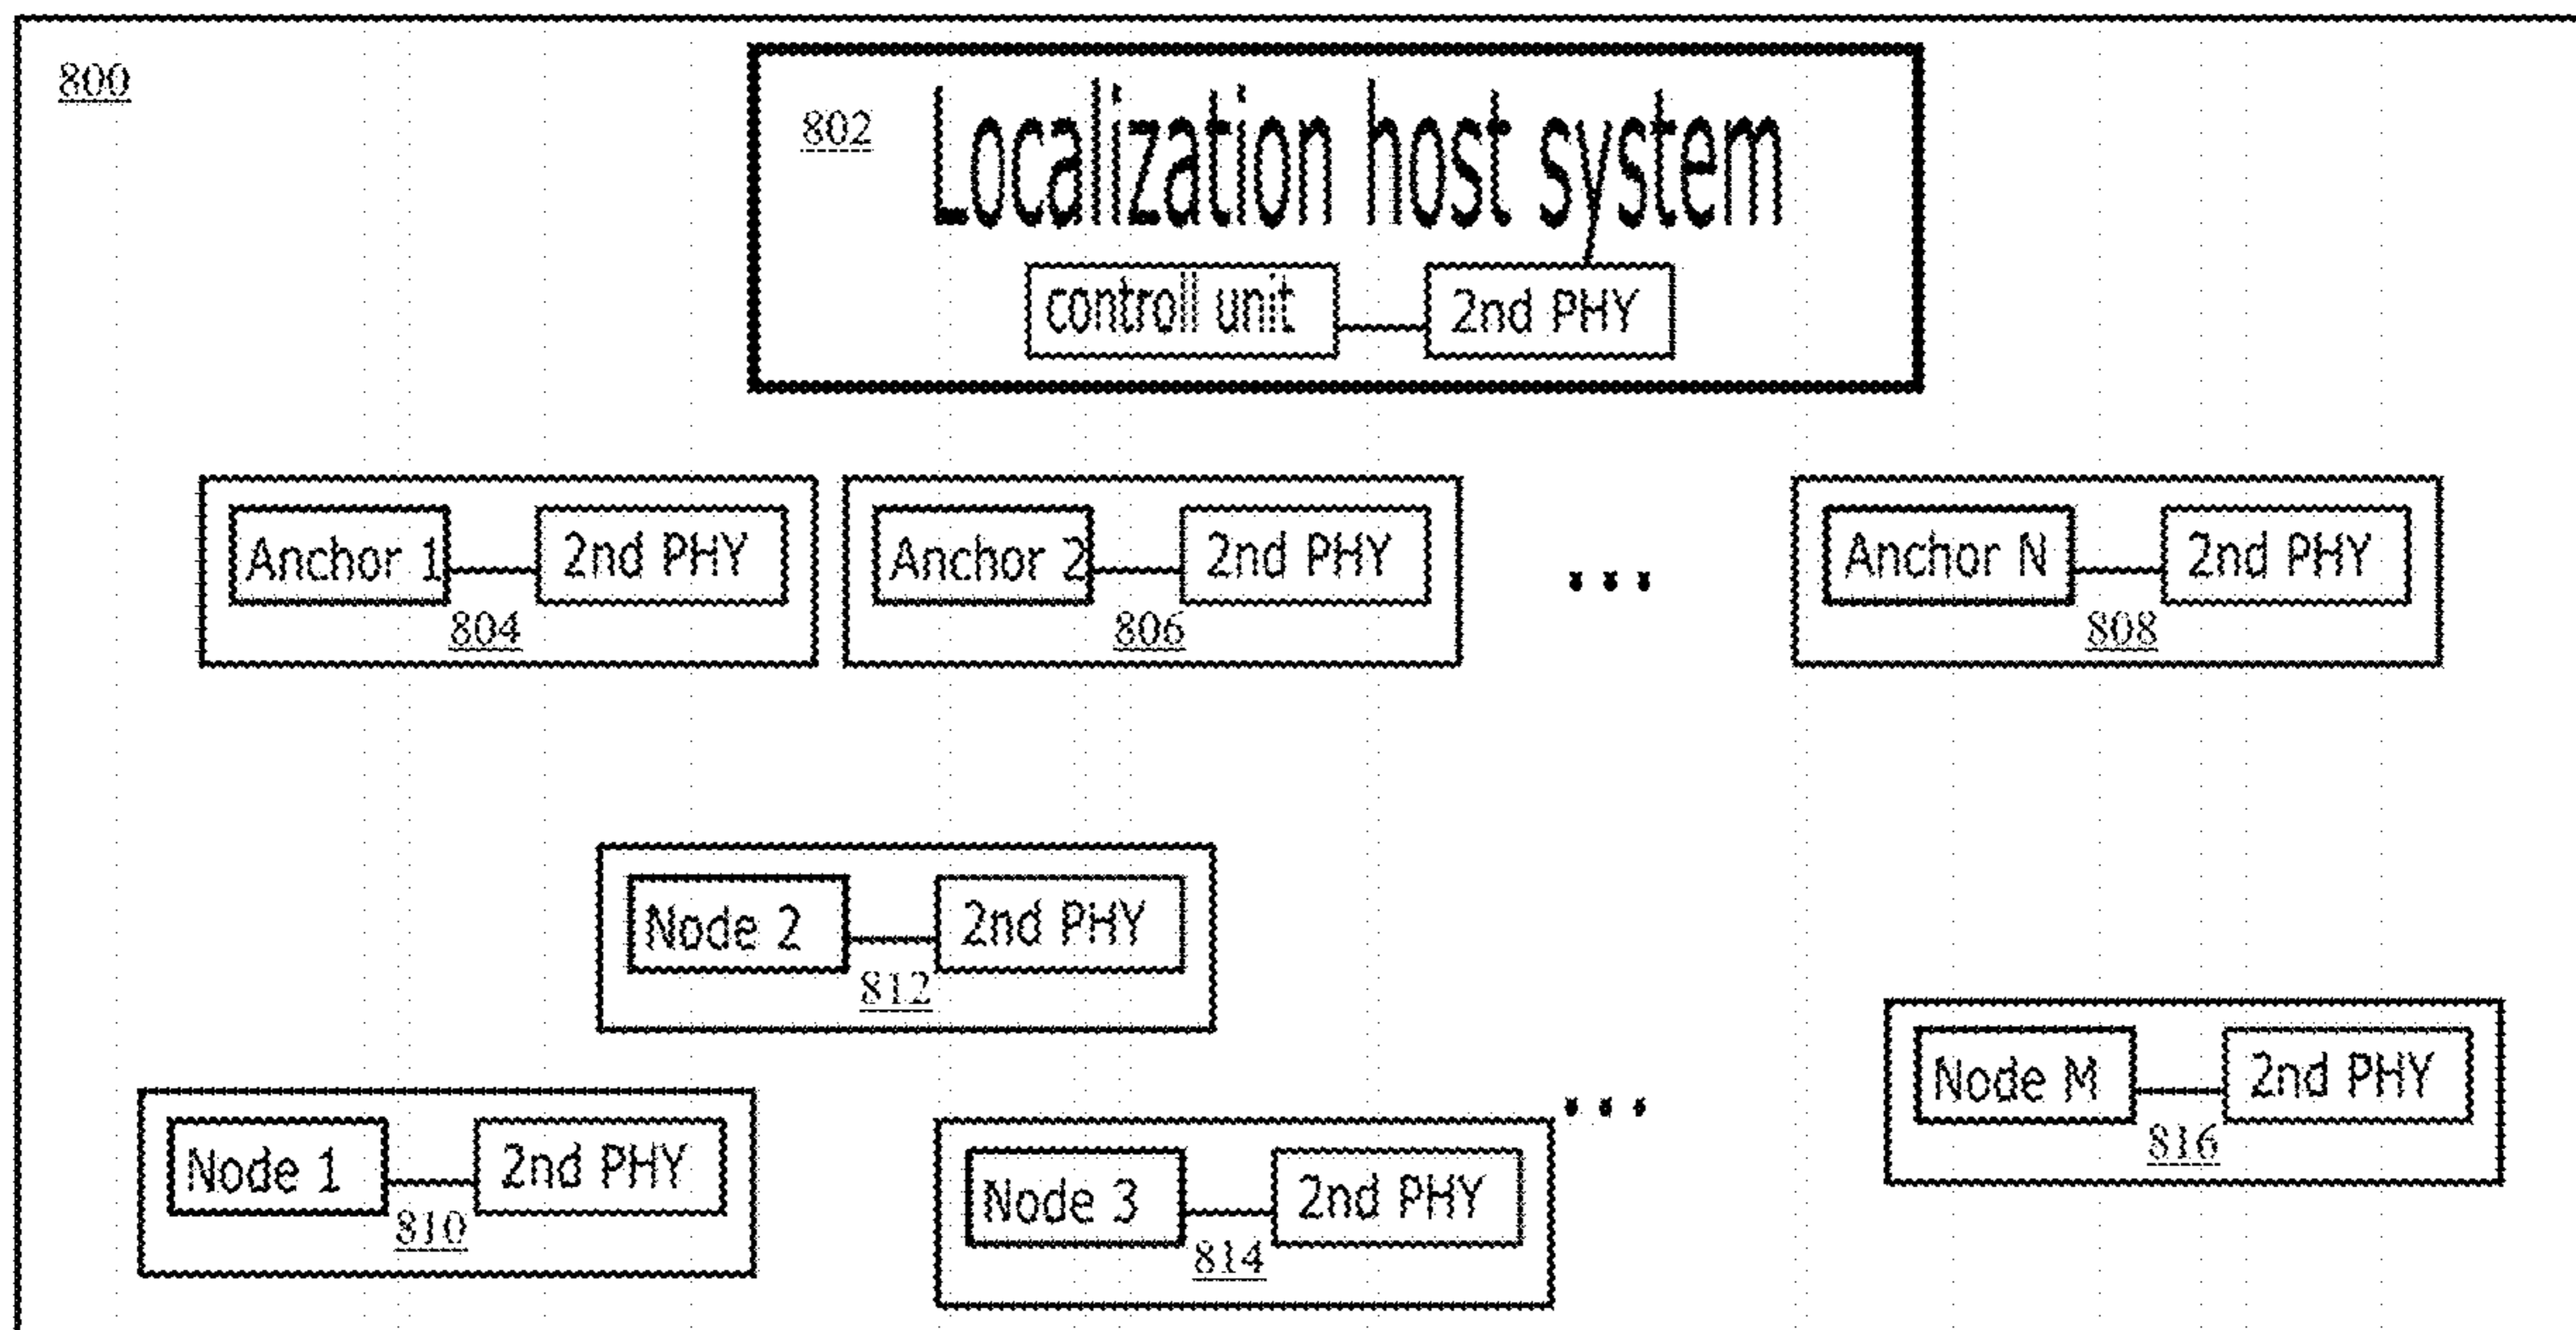 800
802 Localization host system
controll unit 2nd PHY
Anchor 1 2nd PHY
804
Anchor 2 2nd PHY
806
...
Anchor N 2nd PHY
808
Node 2 2nd PHY
812
Node 1 2nd PHY
810
Node 3 2nd PHY
814
...
Node M 2nd PHY
816